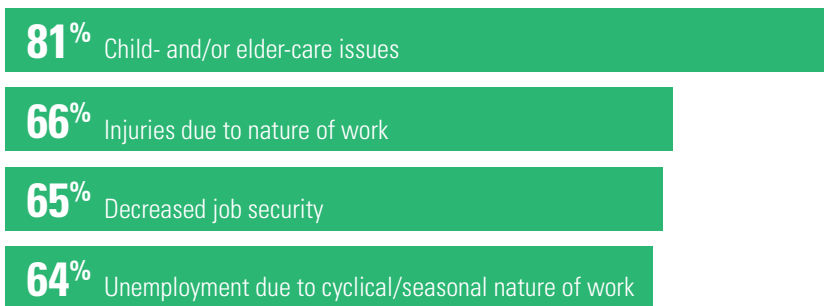 81% Child- and/or elder-care issues
66% Injuries due to nature of work
65% Decreased job security
64% Unemployment due to cyclical/seasonal nature of work